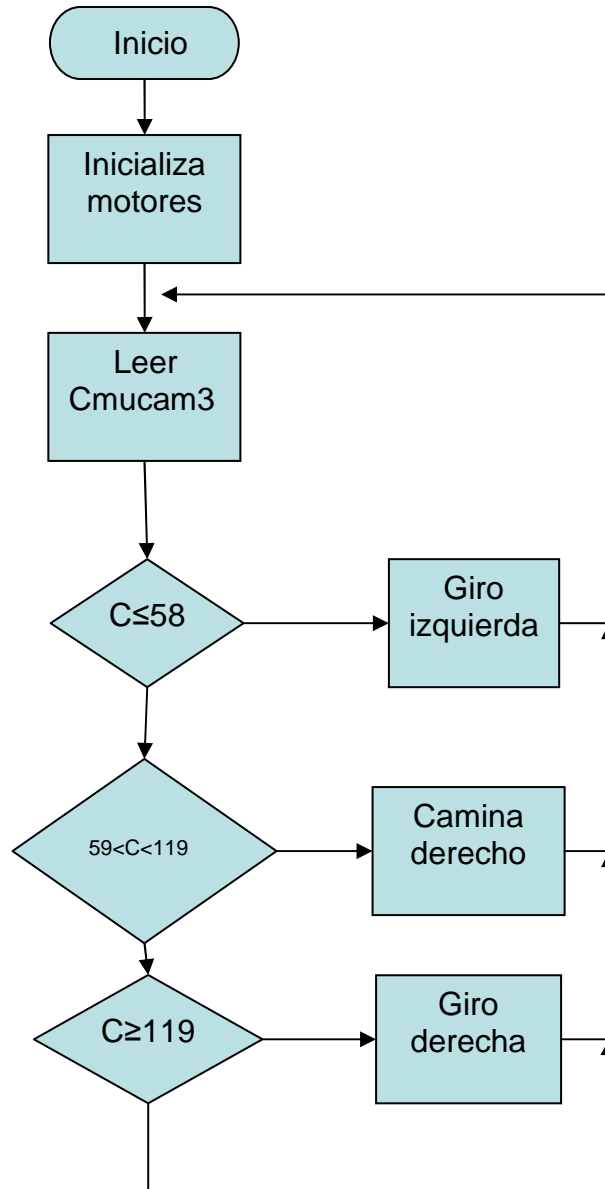 Inicio
Inicializa
motores
Leer
Cmucam3
C≤58
Giro
izquierda
59<C<119
Camina
derecho
C≥119
Giro
derecha